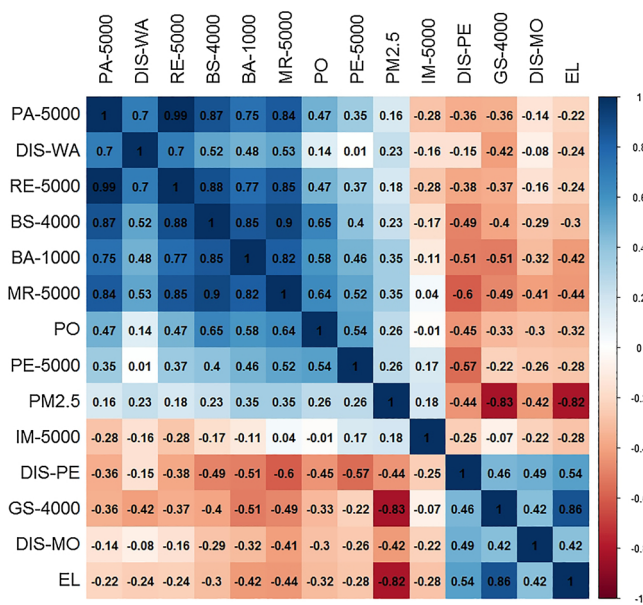 PA-5000 DIS-WA RE-5000 BS-4000 BA-1000 MR-5000 PO PE-5000 PM2.5 IM-5000 DIS-PE GS-4000 DIS-MO EL
PA-5000 1 0.7 0.99 0.87 0.75 0.84 0.47 0.35 0.16 -0.28 -0.36 -0.36 -0.14 -0.22
DIS-WA 0.7 1 0.7 0.52 0.48 0.53 0.14 0.01 0.23 -0.16 -0.15 -0.42 -0.08 -0.24
RE-5000 0.99 0.7 1 0.88 0.77 0.85 0.47 0.37 0.18 -0.28 -0.38 -0.37 -0.16 -0.24
BS-4000 0.87 0.52 0.88 1 0.85 0.9 0.65 0.4 0.23 -0.17 -0.49 -0.4 -0.29 -0.3
BA-1000 0.75 0.48 0.77 0.85 1 0.82 0.58 0.46 0.35 -0.11 -0.51 -0.51 -0.32 -0.42
MR-5000 0.84 0.53 0.85 0.9 0.82 1 0.64 0.52 0.35 0.04 -0.6 -0.49 -0.41 -0.44
PO 0.47 0.14 0.47 0.65 0.58 0.64 1 0.54 0.26 -0.01 -0.45 -0.33 -0.3 -0.32
PE-5000 0.35 0.01 0.37 0.4 0.46 0.52 0.54 1 0.26 0.17 -0.57 -0.22 -0.26 -0.28
PM2.5 0.16 0.23 0.18 0.23 0.35 0.35 0.26 0.26 1 0.18 -0.44 -0.83 -0.42 -0.82
IM-5000 -0.28 -0.16 -0.28 -0.17 -0.11 0.04 -0.01 0.17 0.18 1 -0.25 -0.07 -0.22 -0.28
DIS-PE -0.36 -0.15 -0.38 -0.49 -0.51 -0.6 -0.45 -0.57 -0.44 -0.25 1 0.46 0.49 0.54
GS-4000 -0.36 -0.42 -0.37 -0.4 -0.51 -0.49 -0.33 -0.22 -0.83 -0.07 0.46 1 0.42 0.86
DIS-MO -0.14 -0.08 -0.16 -0.29 -0.32 -0.41 -0.3 -0.26 -0.42 -0.22 0.49 0.42 1 0.42
EL -0.22 -0.24 -0.24 -0.3 -0.42 -0.44 -0.32 -0.28 -0.82 -0.28 0.54 0.86 0.42 1
1
0.8
0.6
0.4
0.2
0
-0.2
-0.4
-0.6
-0.8
-1